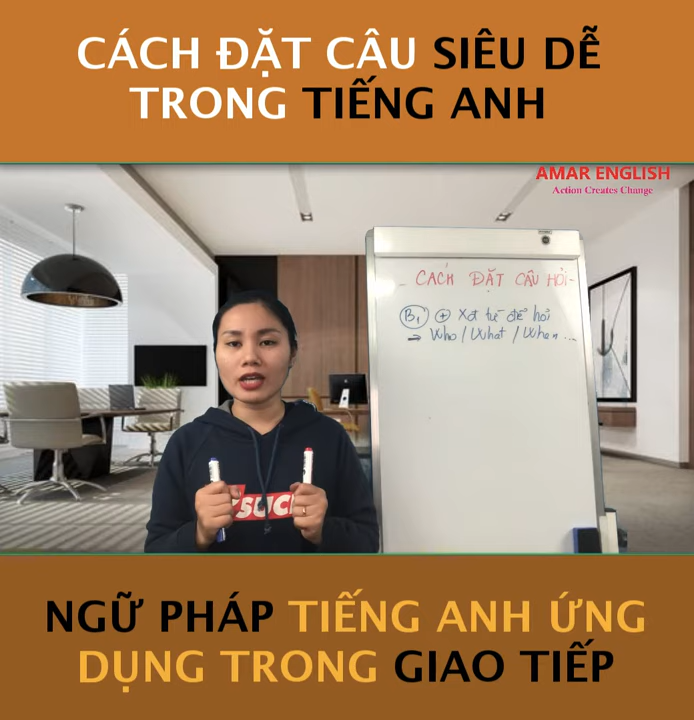 CÁCH ĐẶT CÂU SIÊU DỄ
TRONG TIẾNG ANH
AMAR ENGLISH
Action Creates Change
- CÁCH ĐẶT CÂU HỎI -
B1 + Xđ từ để hỏi
→ Who / What / When ...
SUC
NGỮ PHÁP TIẾNG ANH ỨNG
DỤNG TRONG GIAO TIẾP